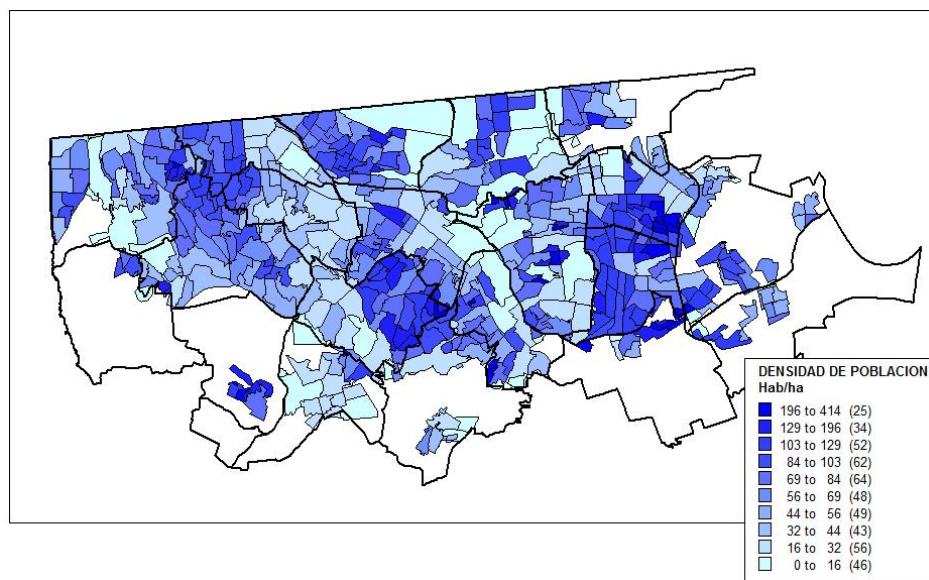 DENSIDAD DE POBLACION
Hab/ha
196 to 414 (25)
129 to 196 (34)
103 to 129 (52)
84 to 103 (62)
69 to 84 (64)
56 to 69 (48)
44 to 56 (49)
32 to 44 (43)
16 to 32 (56)
0 to 16 (46)